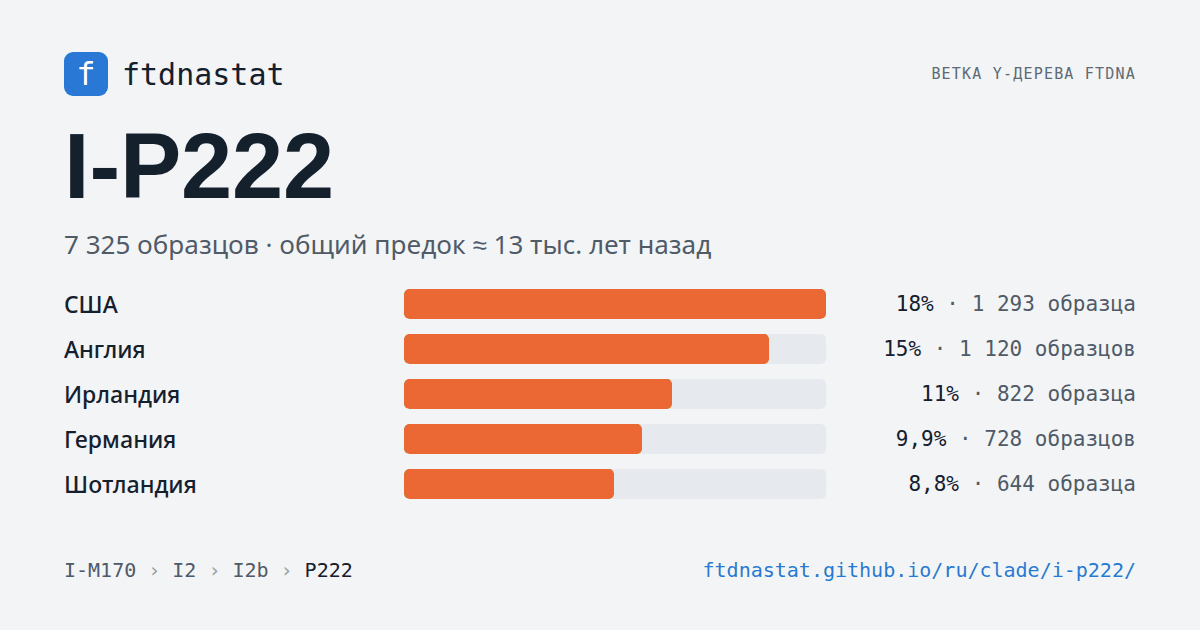 f ftdnastat
ВЕТКА Y-ДЕРЕВА FTDNA
I-P222
7 325 образцов · общий предок ≈ 13 тыс. лет назад
США 18% · 1 293 образца
Англия 15% · 1 120 образцов
Ирландия 11% · 822 образца
Германия 9,9% · 728 образцов
Шотландия 8,8% · 644 образца
I-M170 › I2 › I2b › P222
ftdnastat.github.io/ru/clade/i-p222/